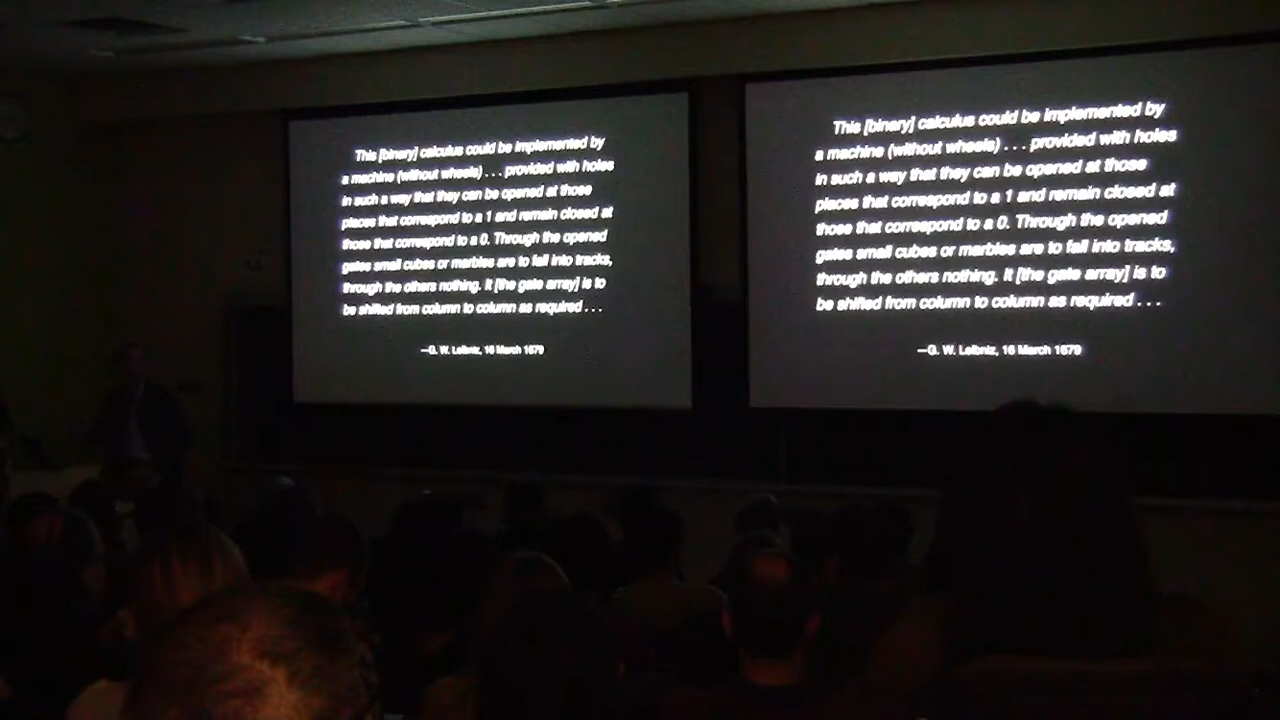 This [binary] calculus could be implemented by
a machine (without wheels) . . . provided with holes
in such a way that they can be opened at those
places that correspond to a 1 and remain closed at
those that correspond to a 0. Through the opened
gates small cubes or marbles are to fall into tracks,
through the others nothing. It [the gate array] is to
be shifted from column to column as required . . .
—G. W. Leibniz, 16 March 1679
This [binary] calculus could be implemented by
a machine (without wheels) . . . provided with holes
in such a way that they can be opened at those
places that correspond to a 1 and remain closed at
those that correspond to a 0. Through the opened
gates small cubes or marbles are to fall into tracks,
through the others nothing. It [the gate array] is to
be shifted from column to column as required . . .
—G. W. Leibniz, 16 March 1679